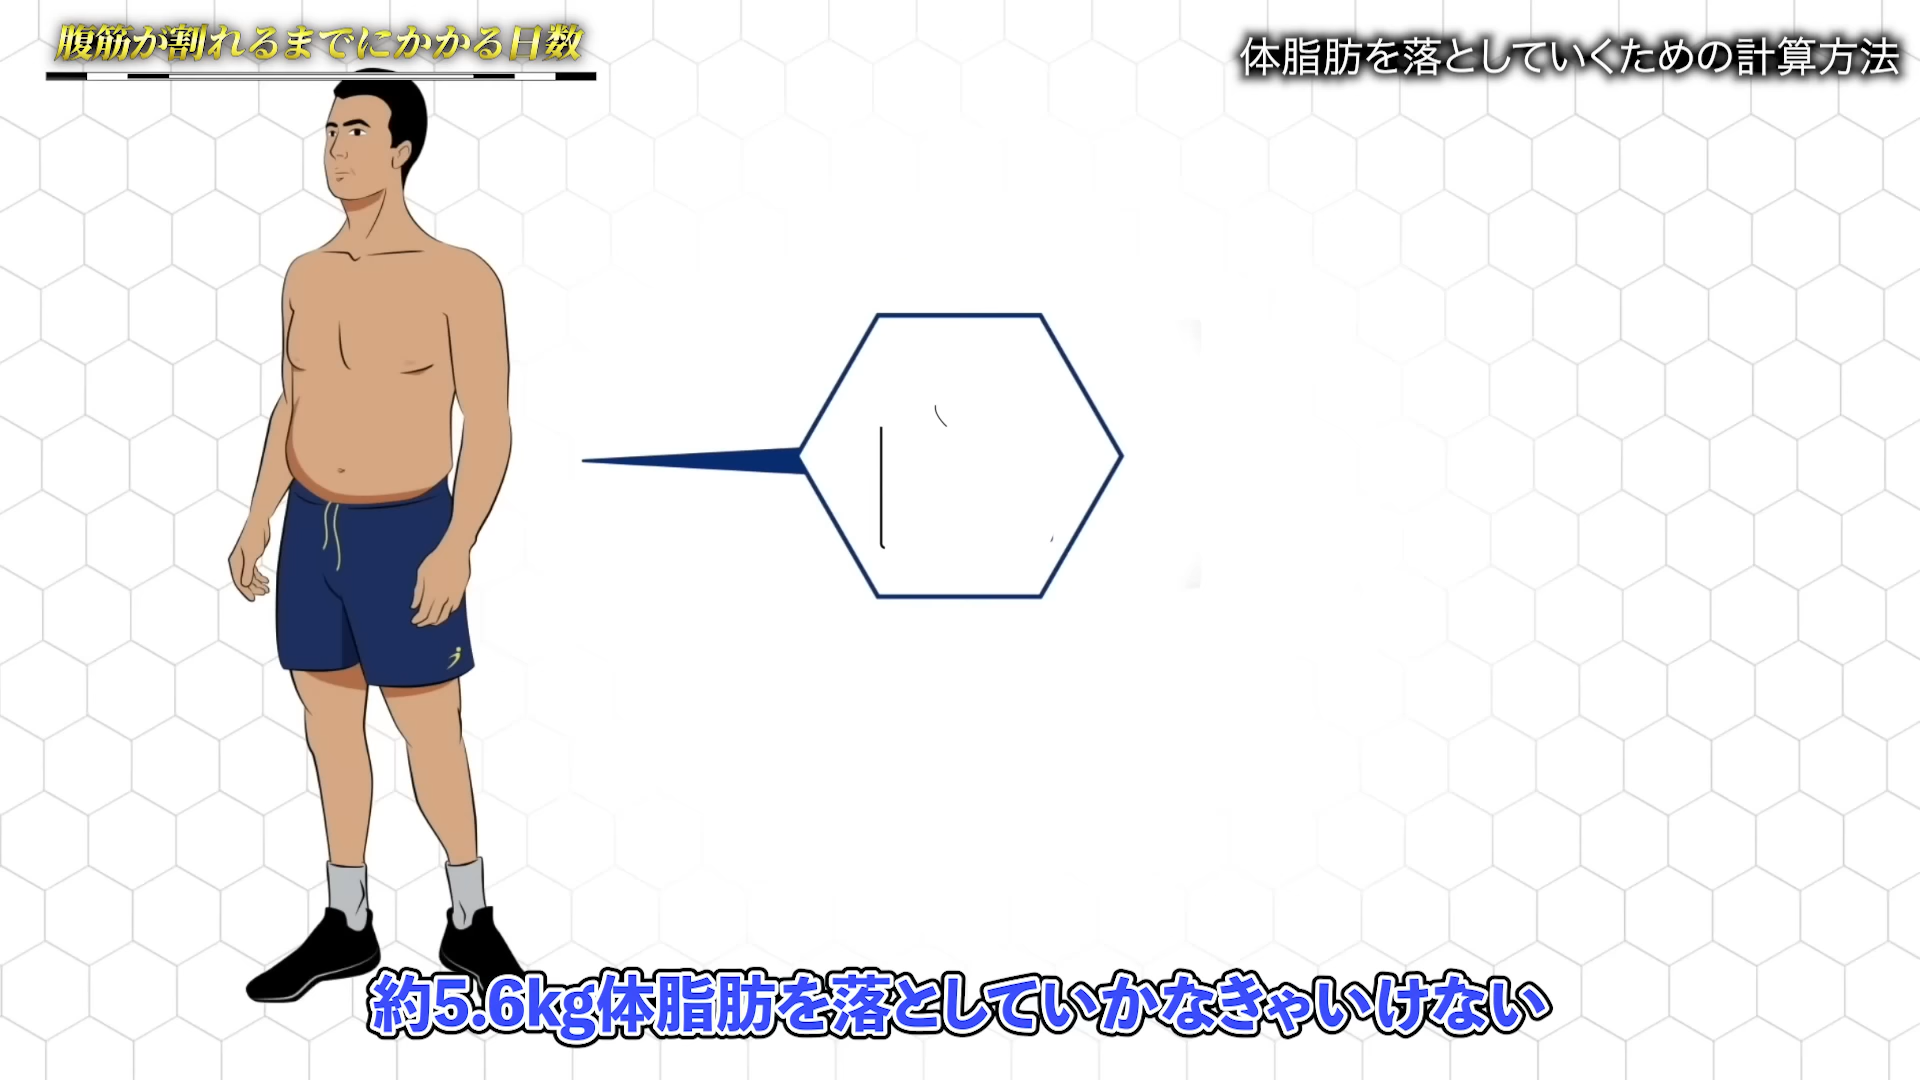 腹筋が割れるまでにかかる日数
体脂肪を落としていくための計算方法
約5.6kg体脂肪を落としていかなきゃいけない